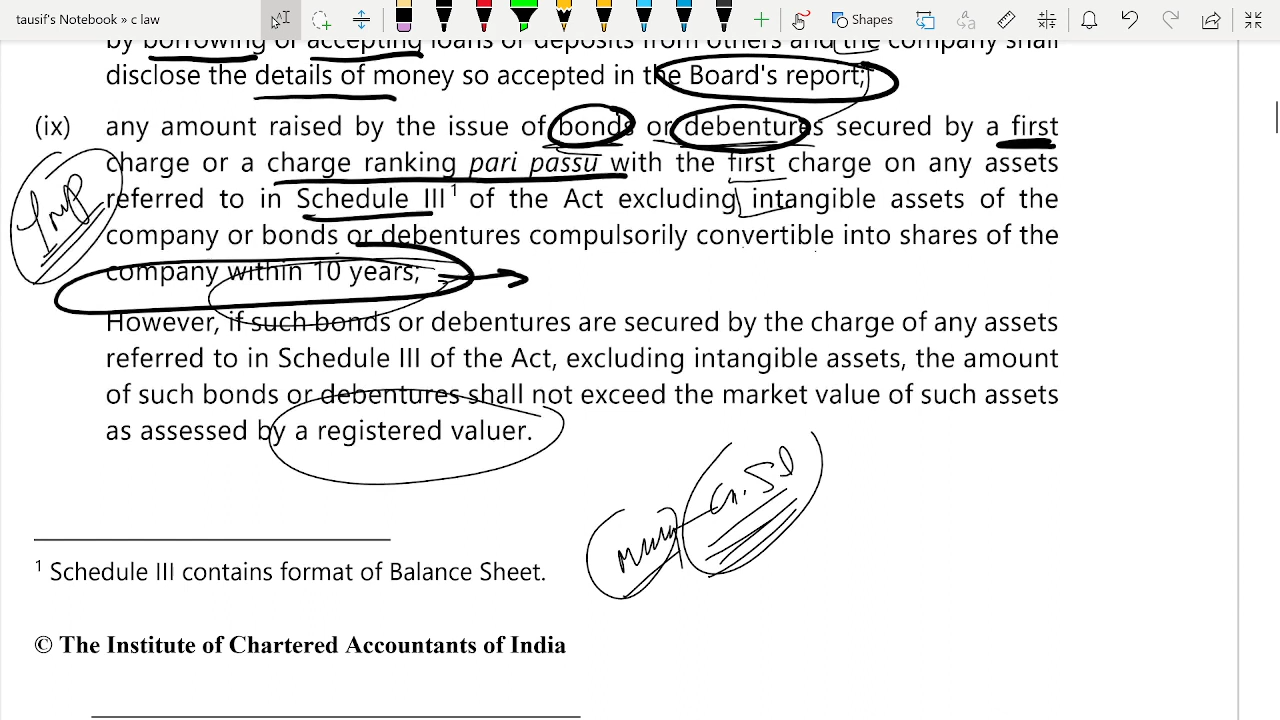 tausif's Notebook » c law
Shapes
by borrowing or accepting loans or deposits from others and the company shall
disclose the details of money so accepted in the Board's report;
(ix) any amount raised by the issue of bonds or debentures secured by a first
charge or a charge ranking pari passu with the first charge on any assets
referred to in Schedule III1 of the Act excluding intangible assets of the
company or bonds or debentures compulsorily convertible into shares of the
company within 10 years;
Imp
However, if such bonds or debentures are secured by the charge of any assets
referred to in Schedule III of the Act, excluding intangible assets, the amount
of such bonds or debentures shall not exceed the market value of such assets
as assessed by a registered valuer.
1 Schedule III contains format of Balance Sheet.
© The Institute of Chartered Accountants of India